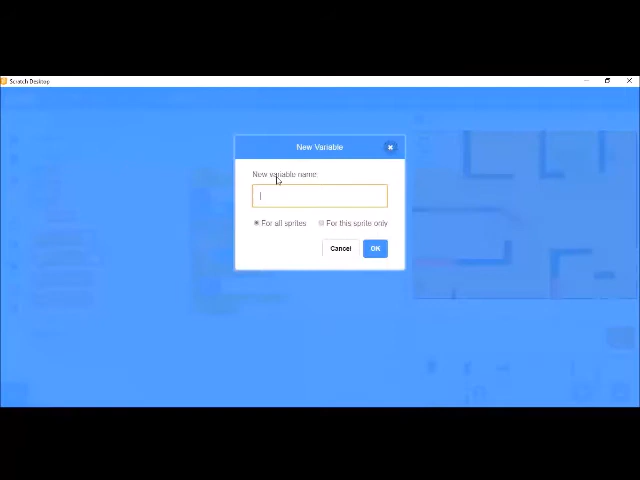 Scratch Desktop
New Variable
New variable name:
For all sprites
For this sprite only
Cancel
OK